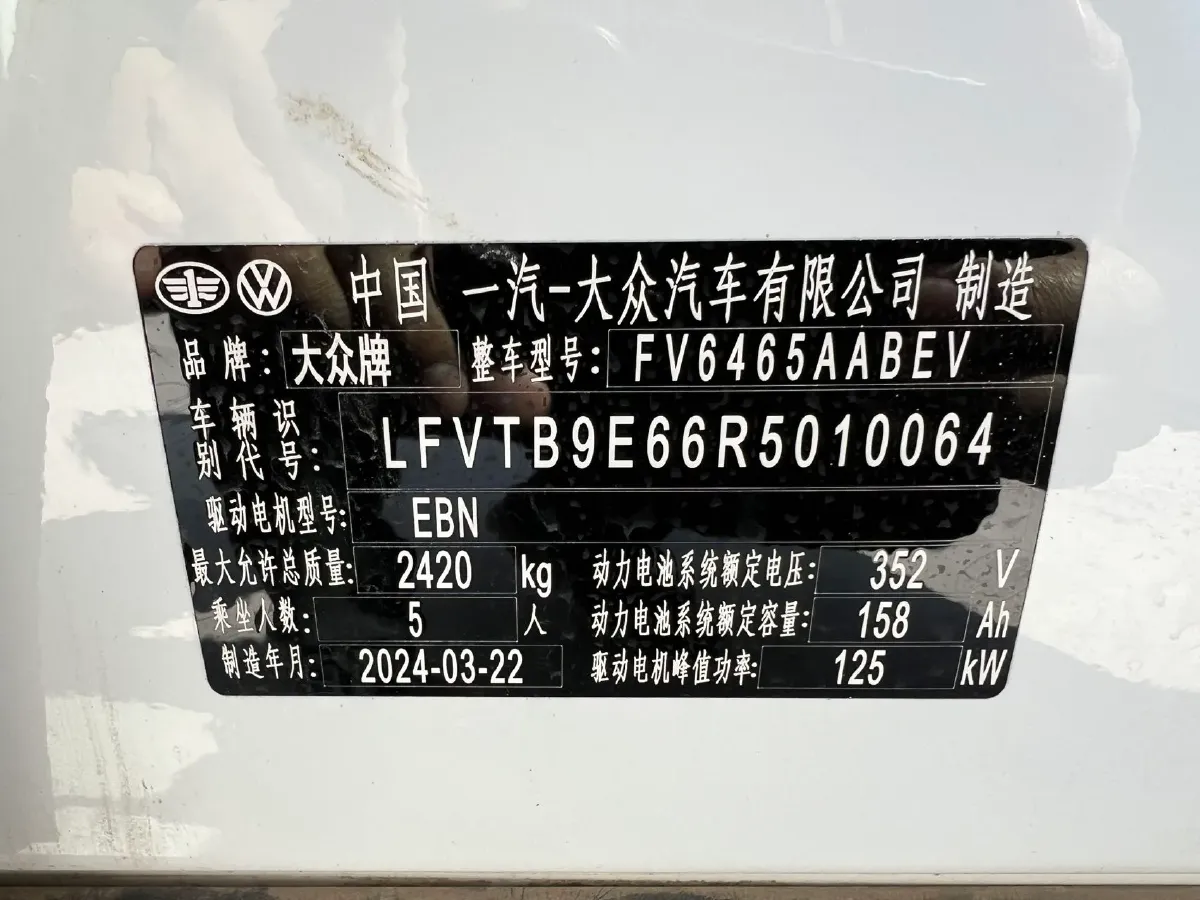 中国 一汽-大众汽车有限公司 制造
品牌: 大众牌 整车型号: FV6465AABEV
车辆识别代号: LFVTB9E66R5010064
驱动电机型号: EBN
最大允许总质量: 2420 kg 动力电池系统额定电压: 352 V
乘坐人数: 5 人 动力电池系统额定容量: 158 Ah
制造年月: 2024-03-22 驱动电机峰值功率: 125 kW